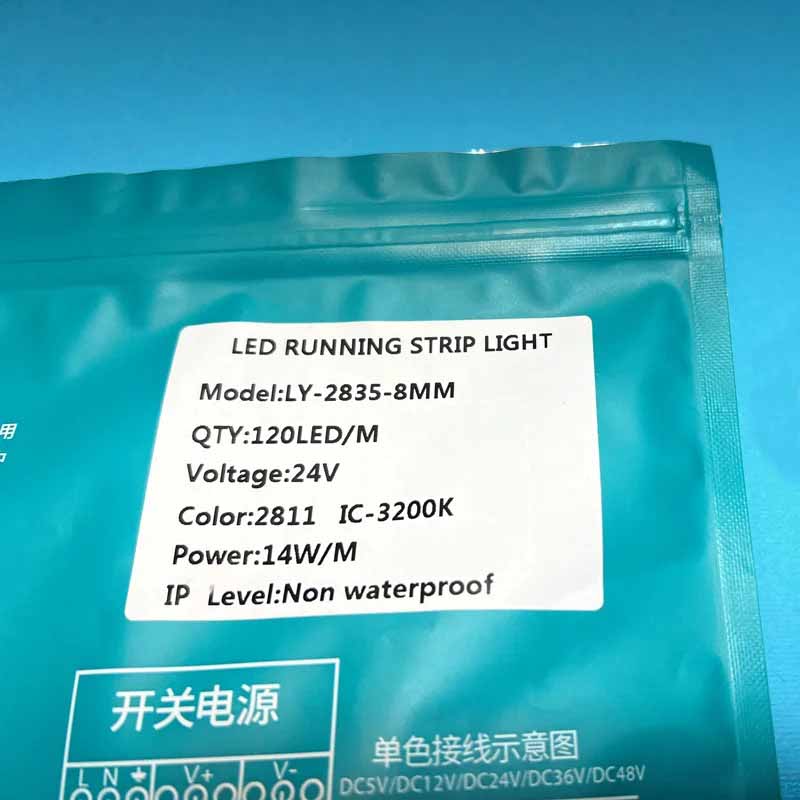 LED RUNNING STRIP LIGHT
Model:LY-2835-8MM
QTY:120LED/M
Voltage:24V
Color:2811 IC-3200K
Power:14W/M
IP Level:Non waterproof
用
开关电源
单色接线示意图
DC5V/DC12V/DC24V/DC36V/DC48V
L N V+ V-